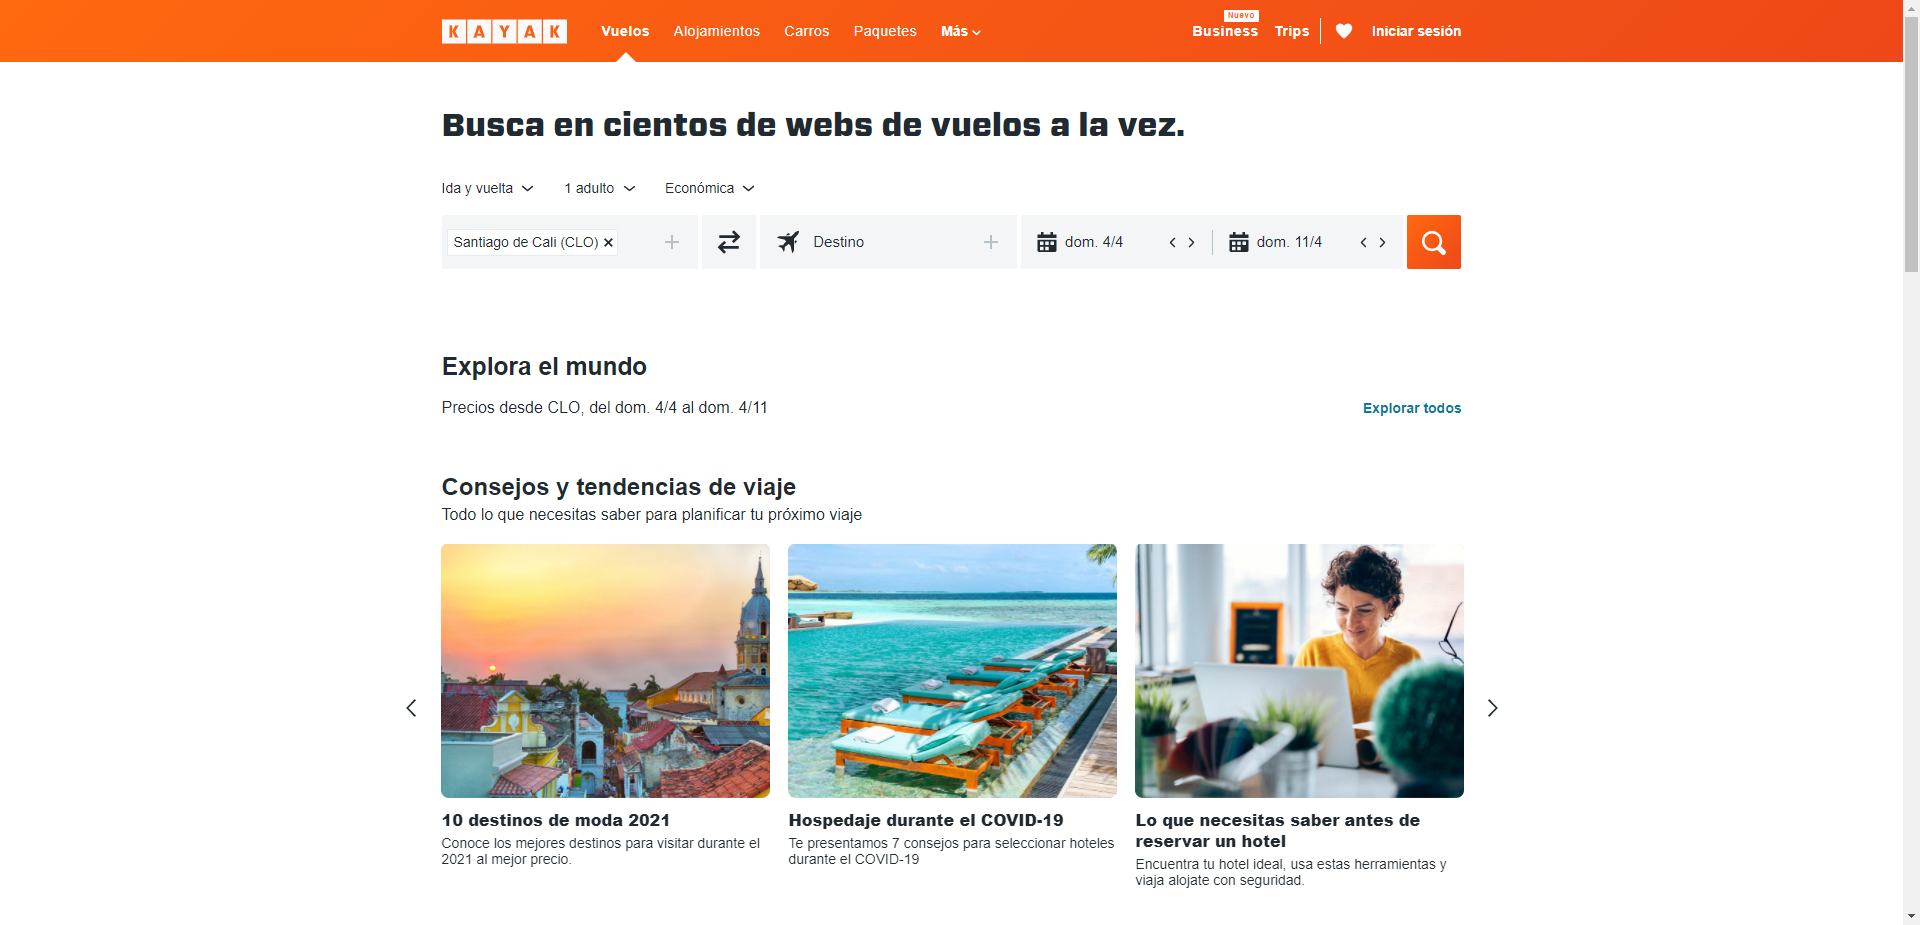 KAYAK
Vuelos
Alojamientos
Carros
Paquetes
Más
Nuevo
Business
Trips
Iniciar sesión
Busca en cientos de webs de vuelos a la vez.
Ida y vuelta
1 adulto
Económica
Santiago de Cali (CLO)
Destino
dom. 4/4
dom. 11/4
Explora el mundo
Precios desde CLO, del dom. 4/4 al dom. 4/11
Explorar todos
Consejos y tendencias de viaje
Todo lo que necesitas saber para planificar tu próximo viaje
10 destinos de moda 2021
Conoce los mejores destinos para visitar durante el
2021 al mejor precio.
Hospedaje durante el COVID-19
Te presentamos 7 consejos para seleccionar hoteles
durante el COVID-19
Lo que necesitas saber antes de
reservar un hotel
Encuentra tu hotel ideal, usa estas herramientas y
viaja alojate con seguridad.